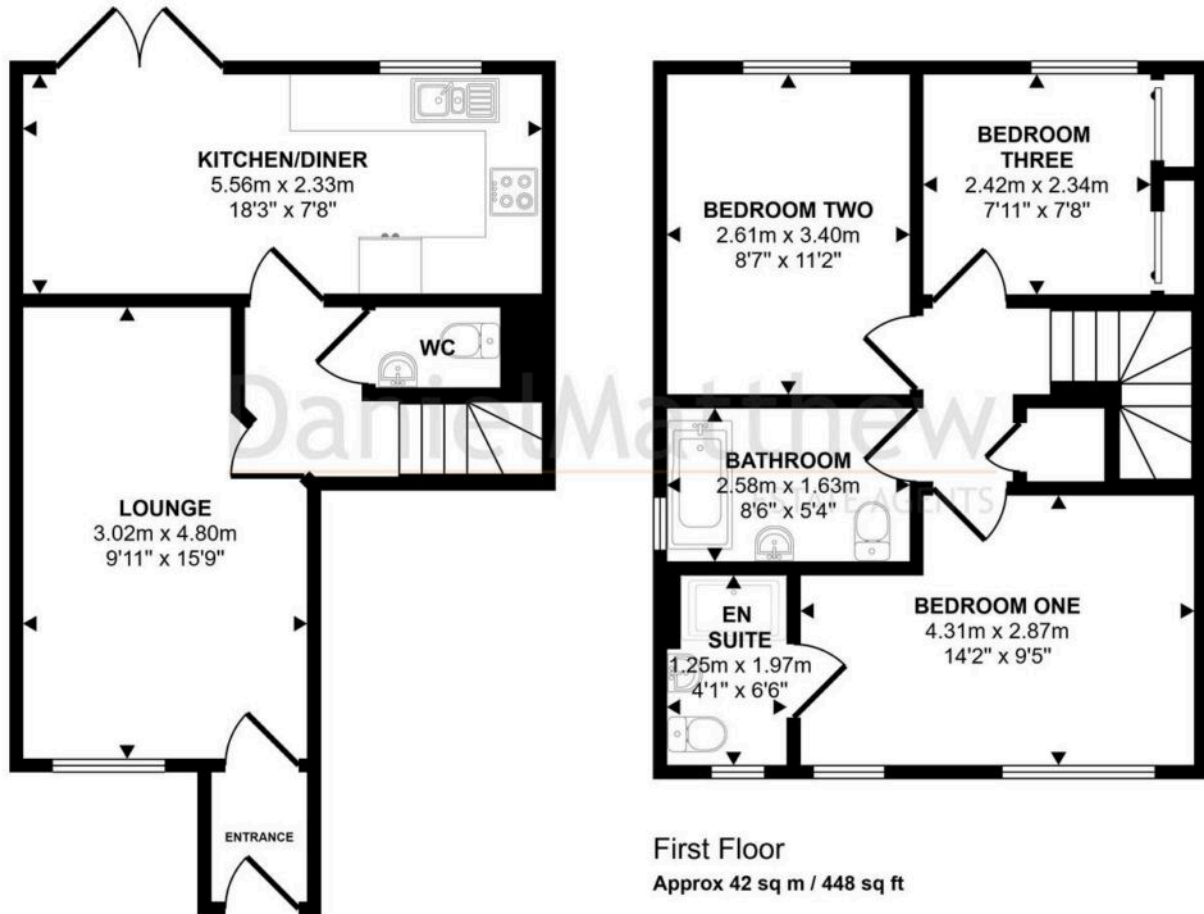 KITCHEN/DINER
5.56m x 2.33m
18'3" x 7'8"
WC
LOUNGE
3.02m x 4.80m
9'11" x 15'9"
ENTRANCE
BEDROOM TWO
2.61m x 3.40m
8'7" x 11'2"
BEDROOM
THREE
2.42m x 2.34m
7'11" x 7'8"
DanielMatthew
ESTATE AGENTS
BATHROOM
2.58m x 1.63m
8'6" x 5'4"
EN
SUITE
1.25m x 1.97m
4'1" x 6'6"
BEDROOM ONE
4.31m x 2.87m
14'2" x 9'5"
First Floor
Approx 42 sq m / 448 sq ft